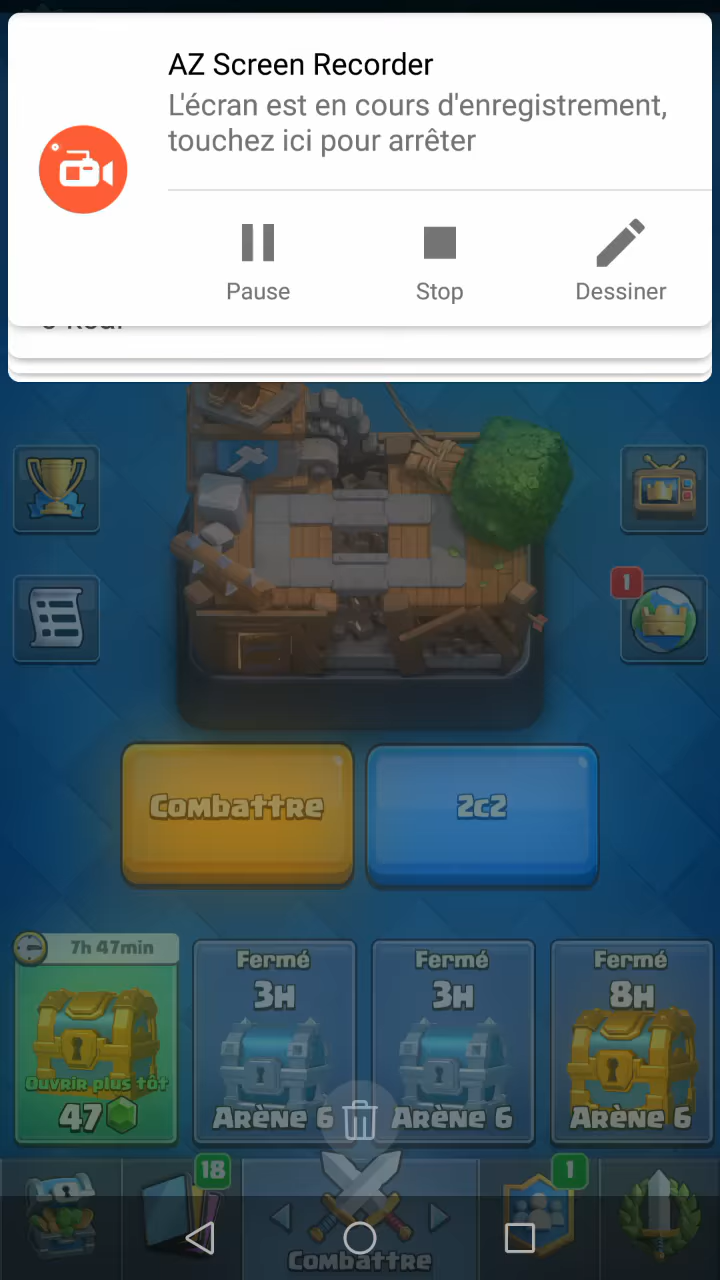 AZ Screen Recorder
L'écran est en cours d'enregistrement,
touchez ici pour arrêter
Pause
Stop
Dessiner
1
Combattre
2c2
7h 47min
Ouvrir plus tôt
47
Fermé
3H
Arène 6
Fermé
3H
Arène 6
Fermé
8H
Arène 6
18
1
Combattre